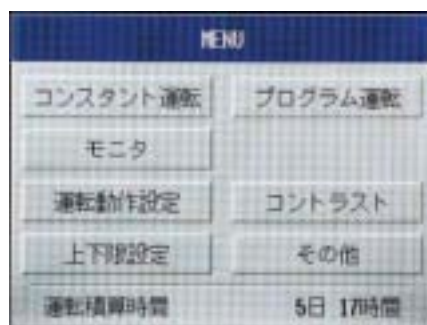 MENU
コンスタント運転 プログラム運転
モニタ
運転動作設定 コントラスト
上下限設定 その他
運転積算時間 5日 17時間